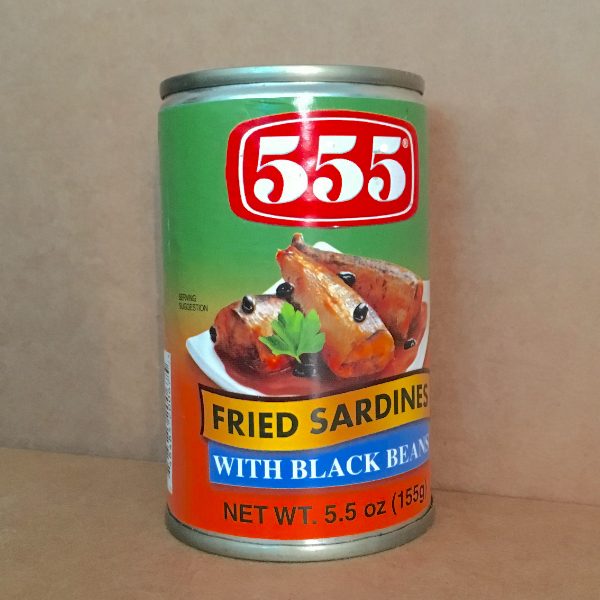 555®
SERVING
SUGGESTION
FRIED SARDINES
WITH BLACK BEANS
NET WT. 5.5 oz (155g)